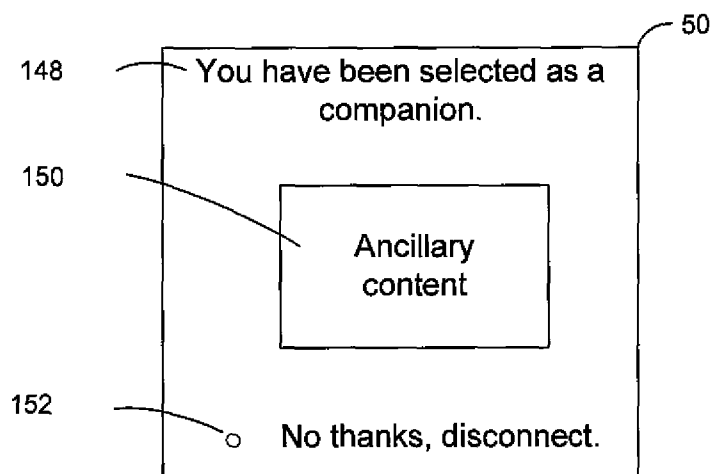 50
148 You have been selected as a
companion.
150
Ancillary
content
152
No thanks, disconnect.